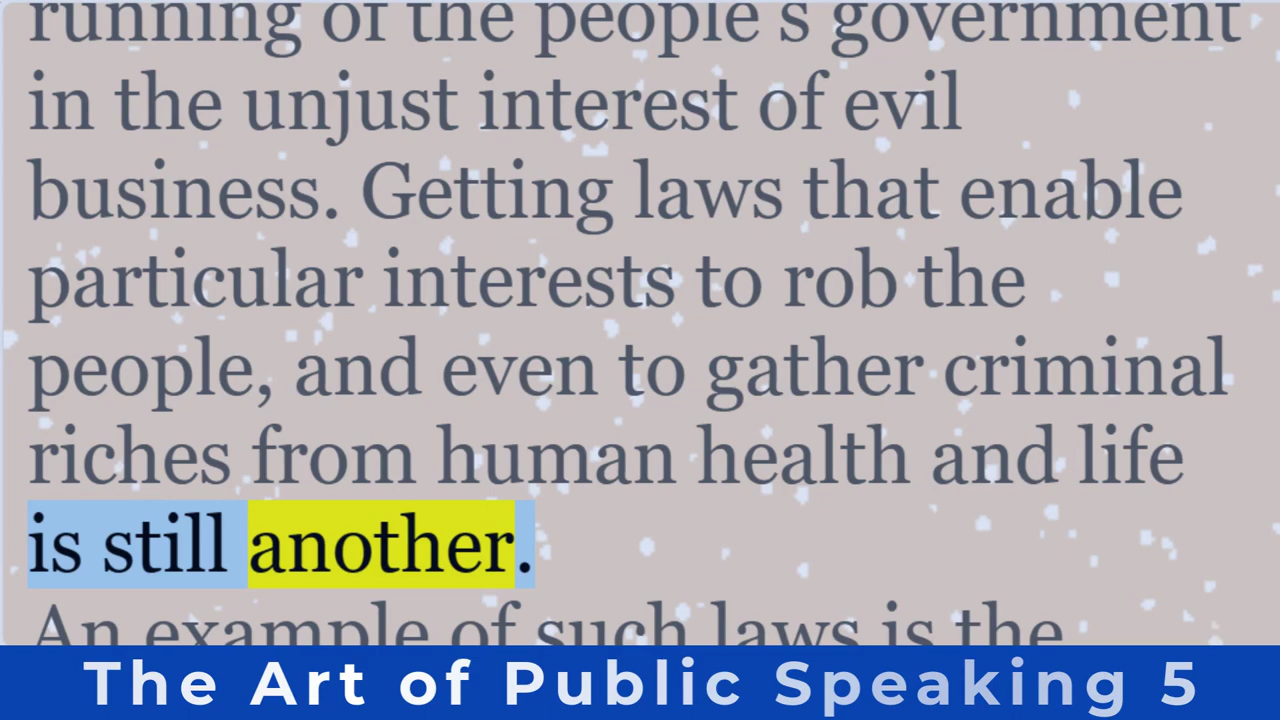 running of the people's government
in the unjust interest of evil
business. Getting laws that enable
particular interests to rob the
people, and even to gather criminal
riches from human health and life
is still another.
An example of such laws is the
The Art of Public Speaking 5